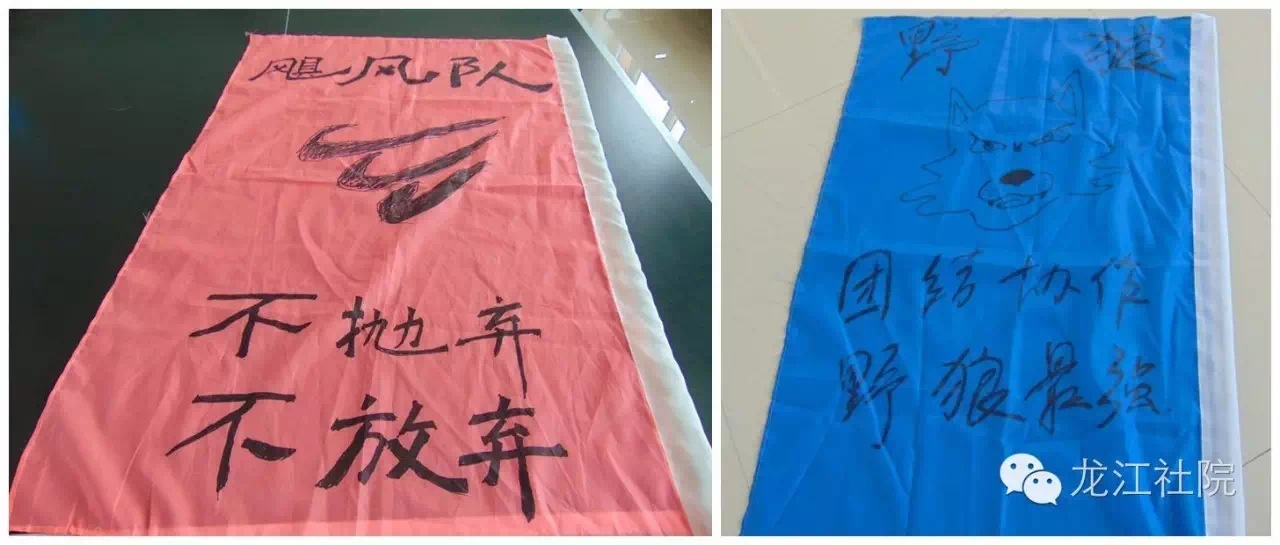 飓风队
不抛弃
不放弃
野狼
团结协作
野狼最强
龙江社院